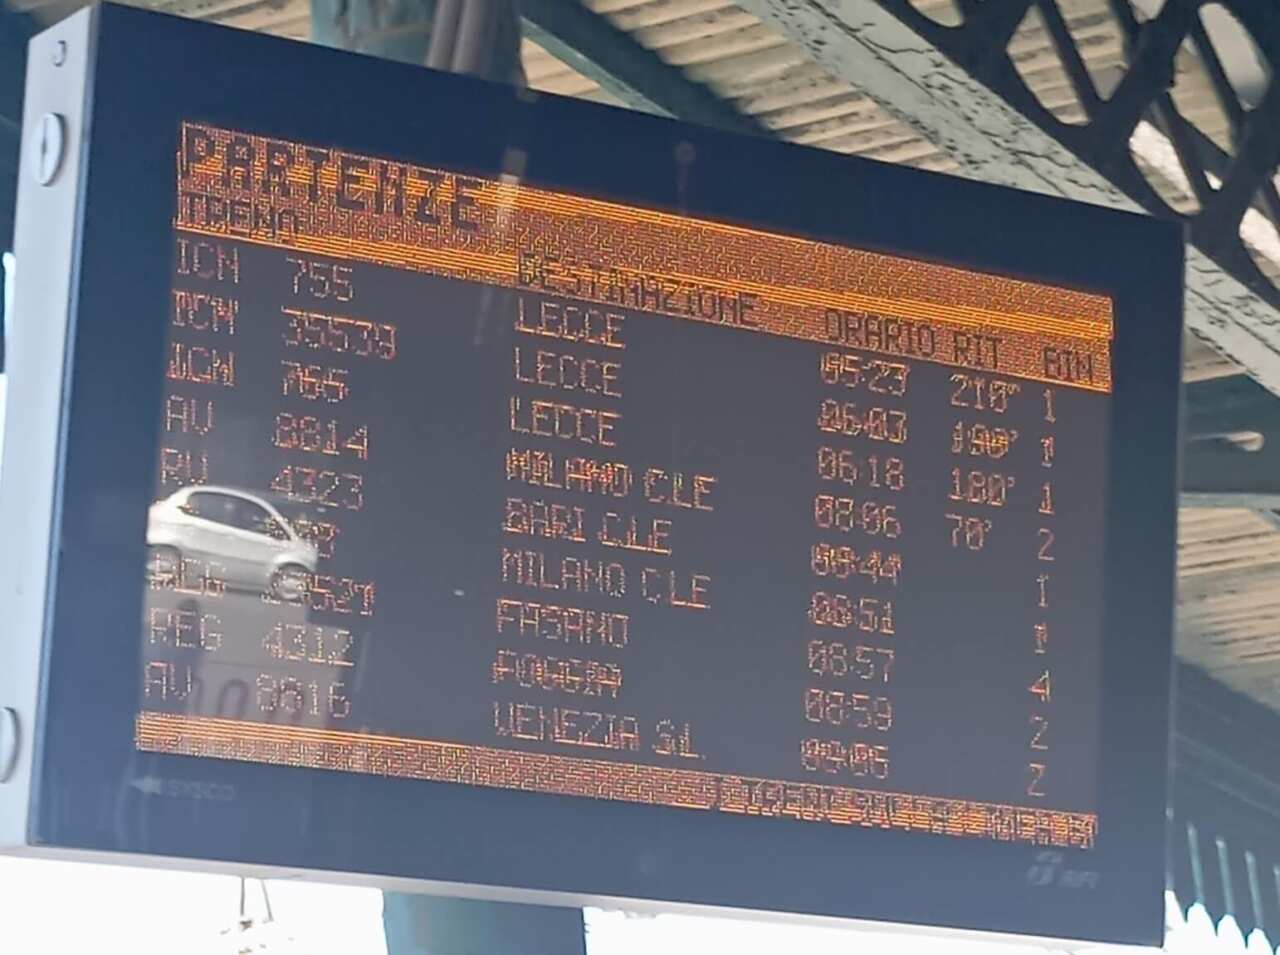 PARTENZE
TRENO DESTINAZIONE ORARIO RIT BIN
ICN 755 LECCE 05:23 210' 1
ICN 35539 LECCE 06:03 190' 1
ICN 765 LECCE 06:18 180' 1
AV 8814 MILANO C.LE 08:06 70' 2
RV 4323 BARI C.LE 08:44 1
MILANO C.LE 08:51 1
REG FASANO 08:57 4
REG 4312 FOGGIA 08:59 2
AV VENEZIA S.L. 09:05 2
SYSCO